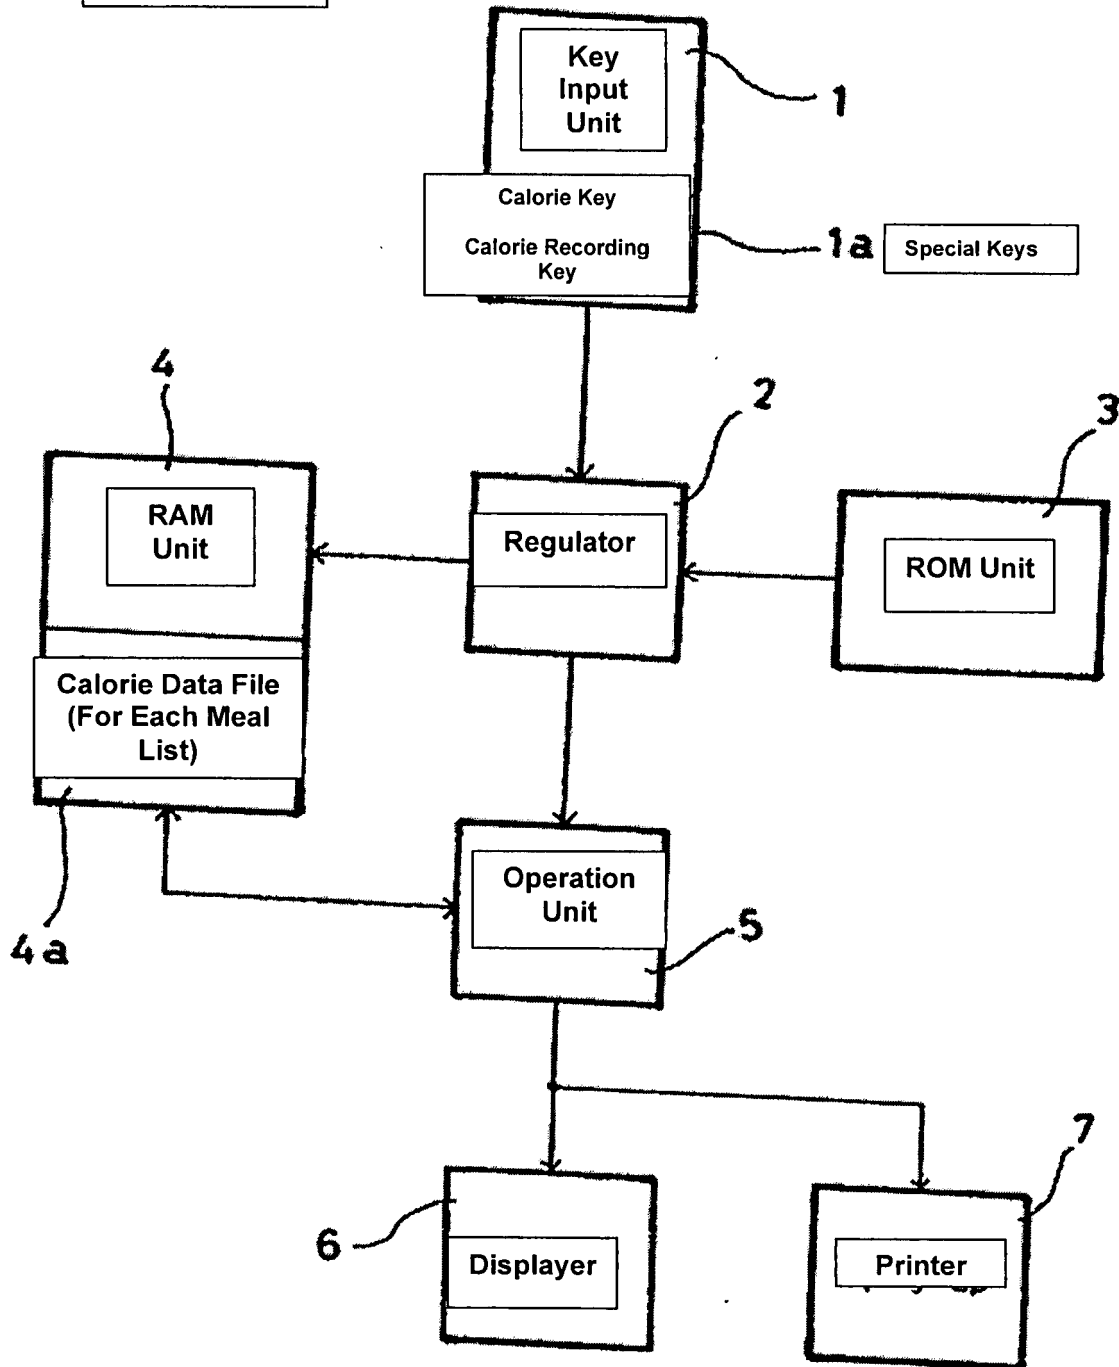 Key
Input
Unit
1
Calorie Key
Calorie Recording
Key
1a
Special Keys
4
2
3
RAM
Unit
Regulator
ROM Unit
Calorie Data File
(For Each Meal
List)
4a
Operation
Unit
5
6
Displayer
7
Printer